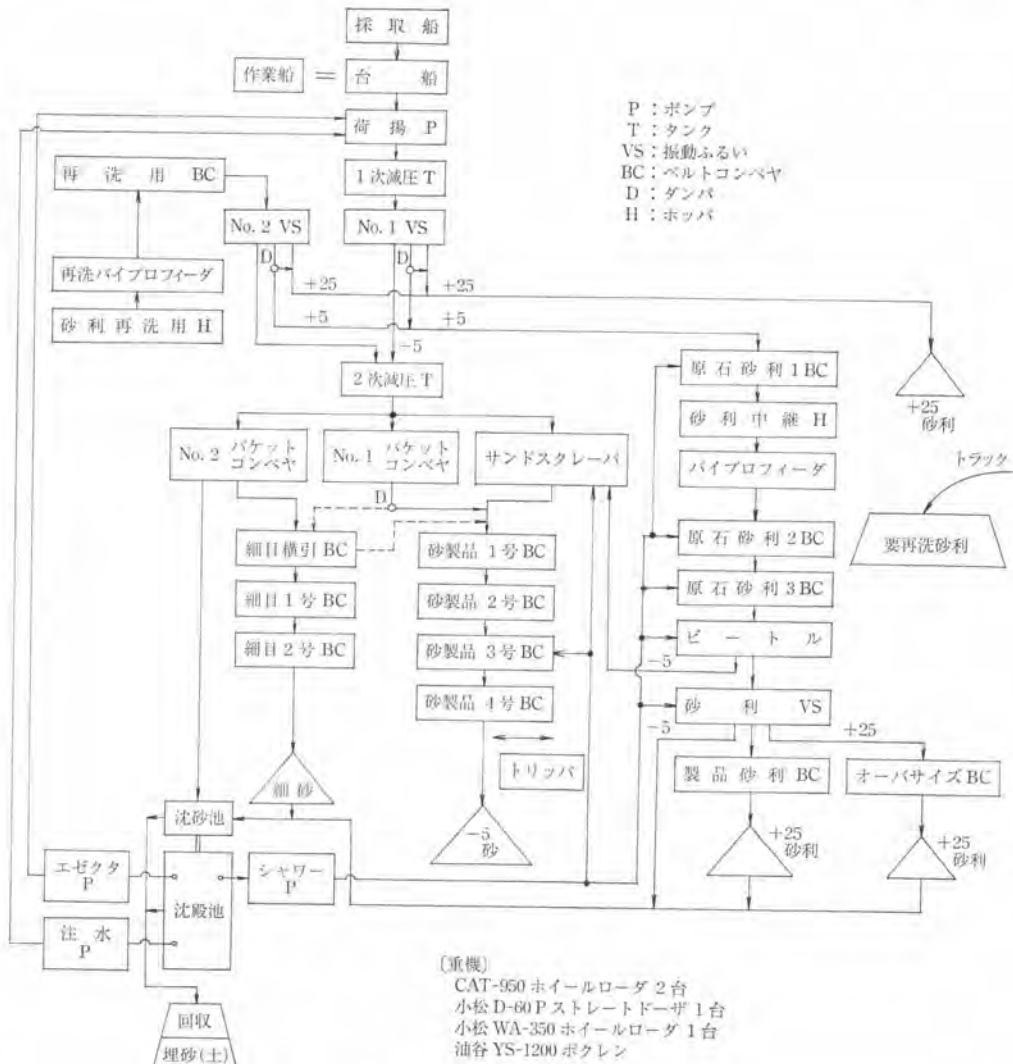 採取船
作業船
台船
荷揚P
1次減圧T
再洗用BC
No. 2 VS
No. 1 VS
P：ポンプ
T：タンク
VS：振動ふるい
BC：ベルトコンベヤ
D：ダンパ
H：ホッパ
D
D
再洗バイブロフィーダ
+25
+25
砂利再洗用H
+5
+5
-5
2次減圧T
原石砂利1BC
+25
砂利
砂利中継H
No. 2 バケット
コンベヤ
No. 1 バケット
コンベヤ
サンドスクレーパ
バイブロフィーダ
トラック
D
細目横引BC
砂製品1号BC
原石砂利2BC
要再洗砂利
細目1号BC
砂製品2号BC
原石砂利3BC
細目2号BC
砂製品3号BC
ビートル
-5
砂製品4号BC
砂利VS
-5
+25
トリッパ
製品砂利BC
オーバサイズBC
細砂
沈砂池
-5
砂
+25
砂利
+25
砂利
エゼクタ
P
シャワー
P
沈殿池
注水
P
回収
埋砂(土)
〔重機〕
CAT-950 ホイールローダ 2台
小松 D-60 P ストレートドーザ 1台
小松 WA-350 ホイールローダ 1台
油谷 YS-1200 ボクレン